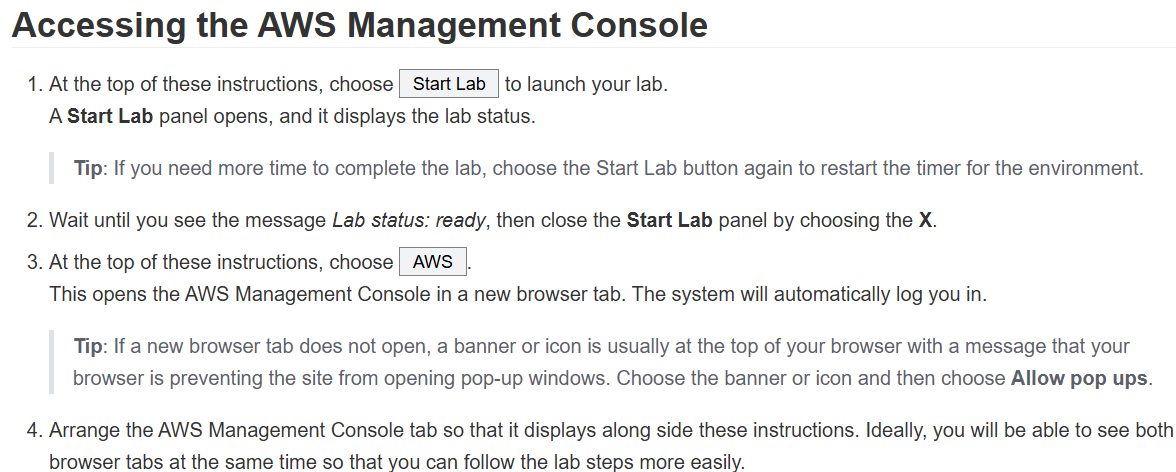 Accessing the AWS Management Console
1. At the top of these instructions, choose Start Lab to launch your lab.
A Start Lab panel opens, and it displays the lab status.
Tip: If you need more time to complete the lab, choose the Start Lab button again to restart the timer for the environment.
2. Wait until you see the message Lab status: ready, then close the Start Lab panel by choosing the X.
3. At the top of these instructions, choose AWS.
This opens the AWS Management Console in a new browser tab. The system will automatically log you in.
Tip: If a new browser tab does not open, a banner or icon is usually at the top of your browser with a message that your
browser is preventing the site from opening pop-up windows. Choose the banner or icon and then choose Allow pop ups.
4. Arrange the AWS Management Console tab so that it displays along side these instructions. Ideally, you will be able to see both
browser tabs at the same time so that you can follow the lab steps more easily.